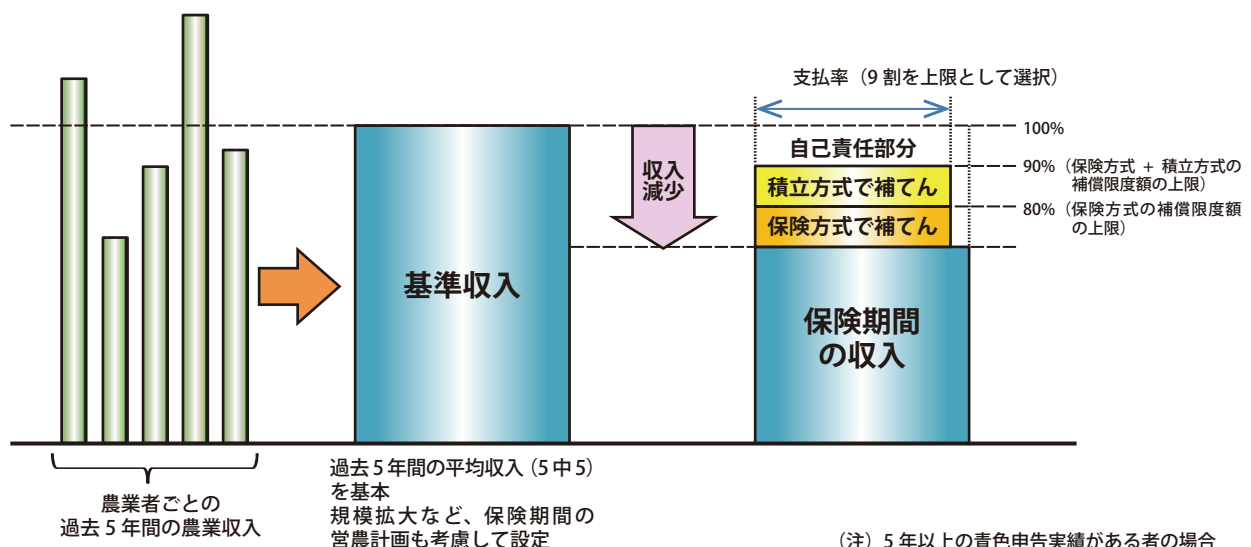 支払率（9割を上限として選択）
100%
自己責任部分
90%（保険方式 + 積立方式の
補償限度額の上限）
収入
減少
積立方式で補てん
80%（保険方式の補償限度額
の上限）
保険方式で補てん
基準収入
保険期間
の収入
農業者ごとの
過去5年間の農業収入
過去5年間の平均収入（5中5）
を基本
規模拡大など、保険期間の
営農計画も考慮して設定
（注）5年以上の青色申告実績がある者の場合